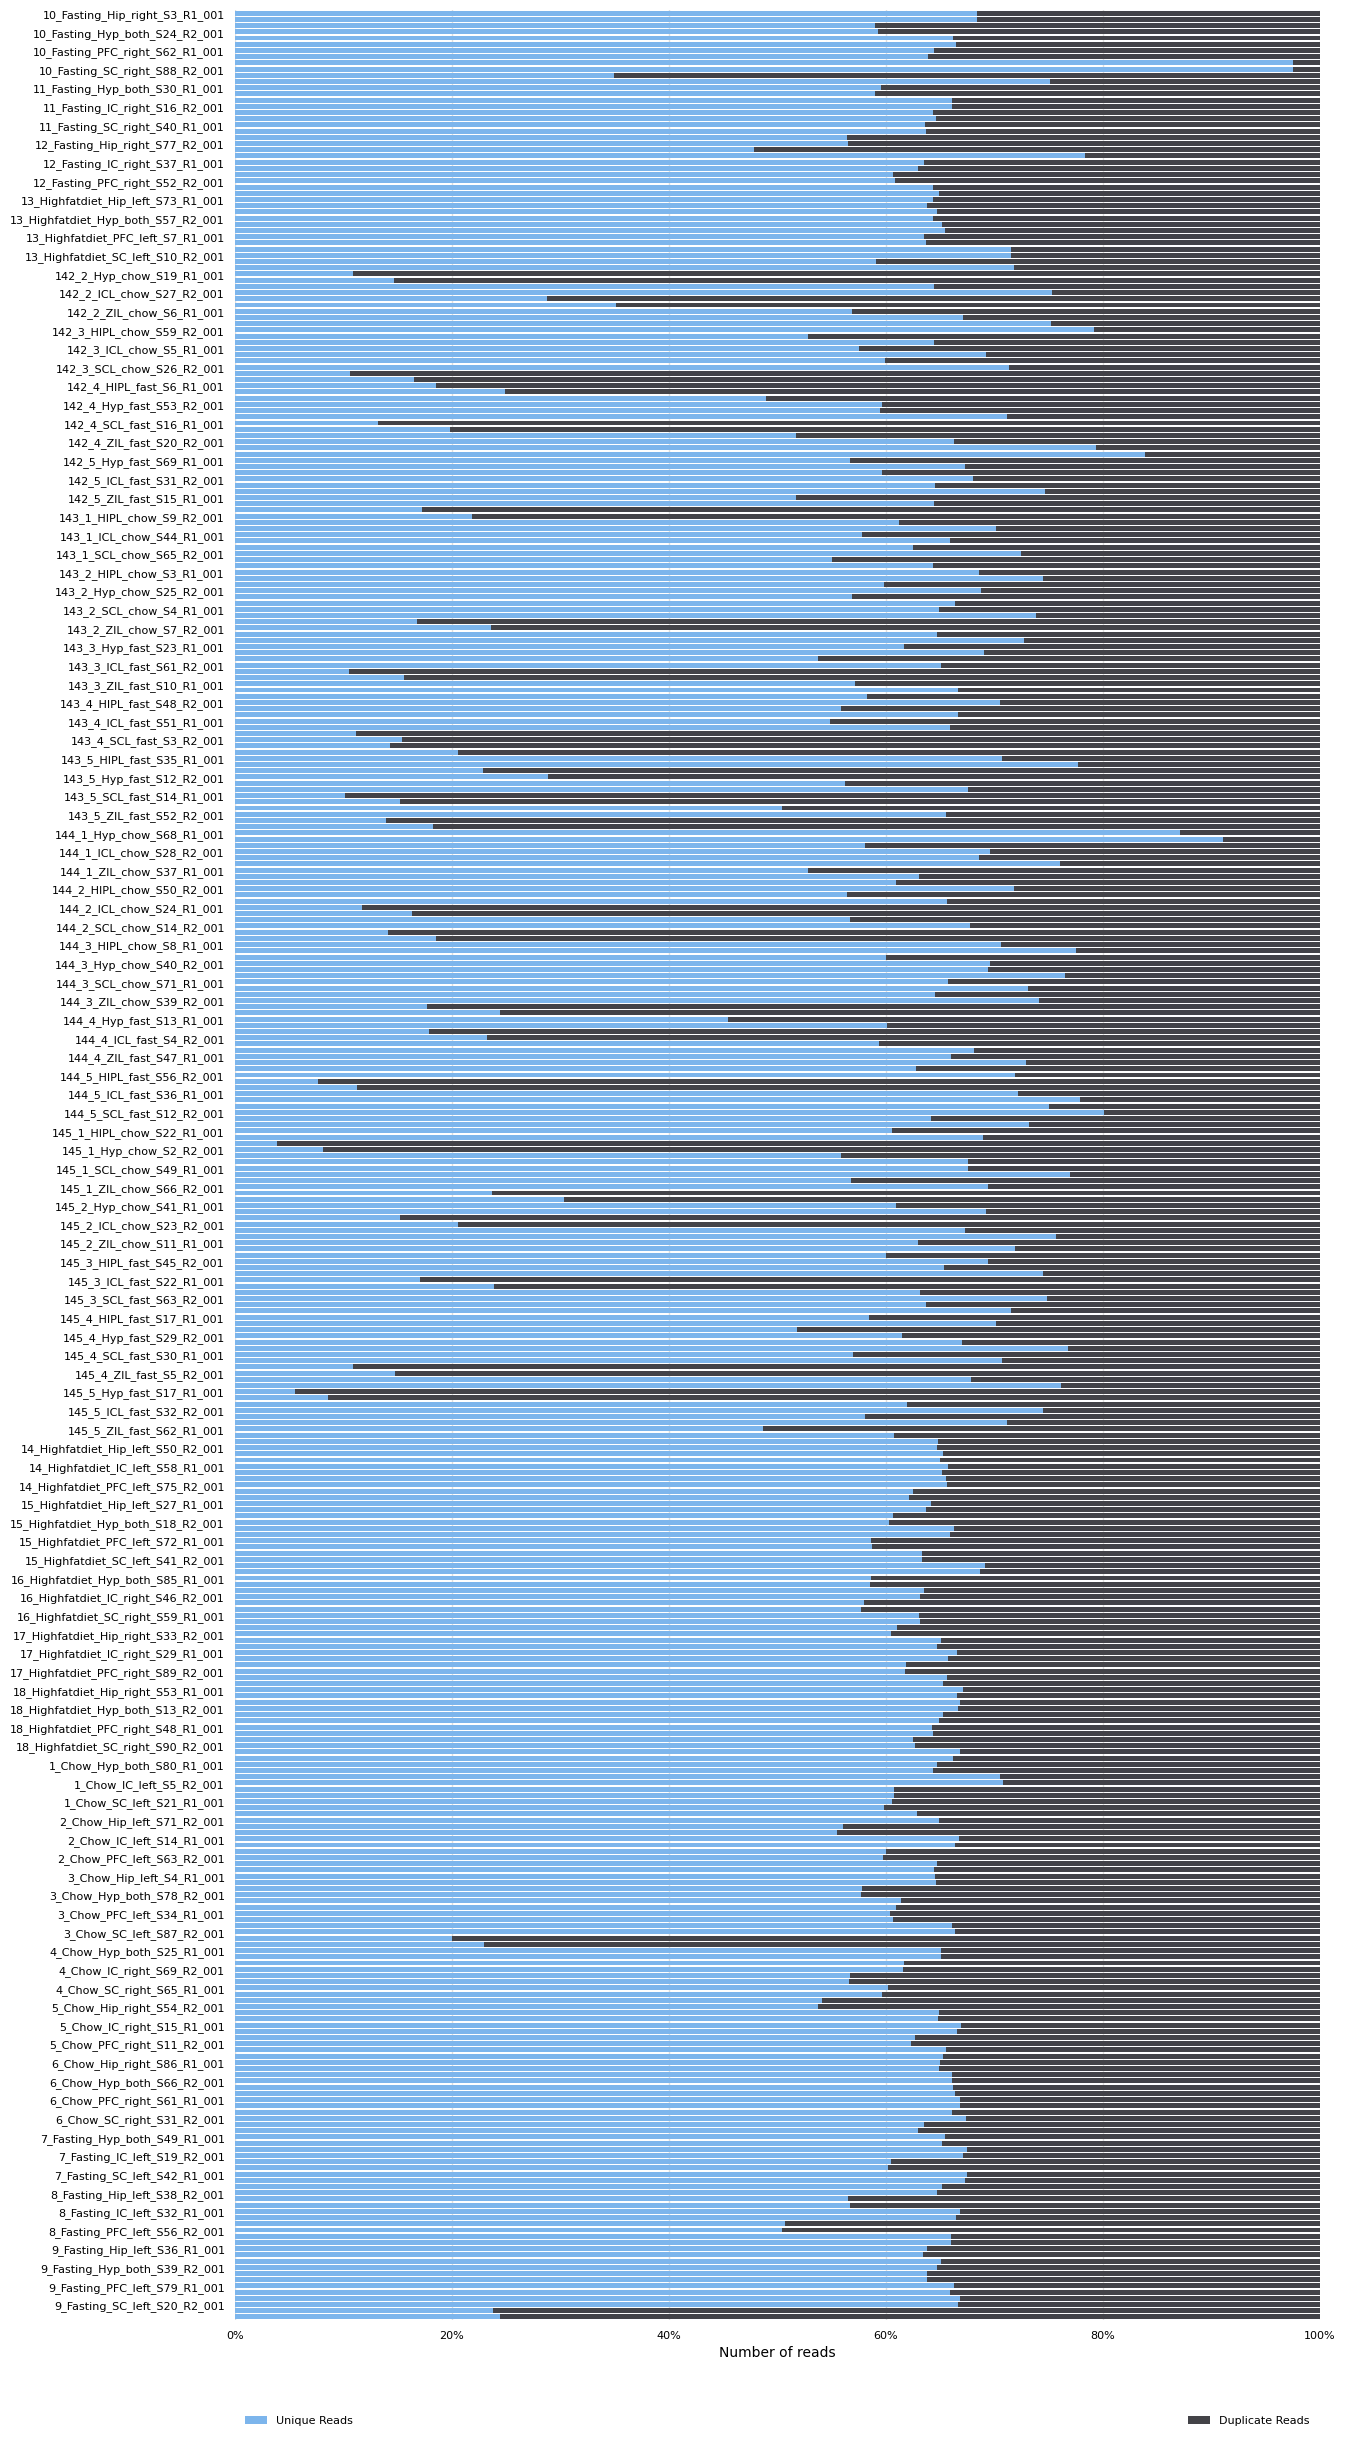 10_Fasting_Hip_right_S3_R1_001
10_Fasting_Hyp_both_S24_R2_001
10_Fasting_PFC_right_S62_R1_001
10_Fasting_SC_right_S88_R2_001
11_Fasting_Hyp_both_S30_R1_001
11_Fasting_IC_right_S16_R2_001
11_Fasting_SC_right_S40_R1_001
12_Fasting_Hip_right_S77_R2_001
12_Fasting_IC_right_S37_R1_001
12_Fasting_PFC_right_S52_R2_001
13_Highfatdiet_Hip_left_S73_R1_001
13_Highfatdiet_Hyp_both_S57_R2_001
13_Highfatdiet_PFC_left_S7_R1_001
13_Highfatdiet_SC_left_S10_R2_001
142_2_Hyp_chow_S19_R1_001
142_2_ICL_chow_S27_R2_001
142_2_ZIL_chow_S6_R1_001
142_3_HIPL_chow_S59_R2_001
142_3_ICL_chow_S5_R1_001
142_3_SCL_chow_S26_R2_001
142_4_HIPL_fast_S6_R1_001
142_4_Hyp_fast_S53_R2_001
142_4_SCL_fast_S16_R1_001
142_4_ZIL_fast_S20_R2_001
142_5_Hyp_fast_S69_R1_001
142_5_ICL_fast_S31_R2_001
142_5_ZIL_fast_S15_R1_001
143_1_HIPL_chow_S9_R2_001
143_1_ICL_chow_S44_R1_001
143_1_SCL_chow_S65_R2_001
143_2_HIPL_chow_S3_R1_001
143_2_Hyp_chow_S25_R2_001
143_2_SCL_chow_S4_R1_001
143_2_ZIL_chow_S7_R2_001
143_3_Hyp_fast_S23_R1_001
143_3_ICL_fast_S61_R2_001
143_3_ZIL_fast_S10_R1_001
143_4_HIPL_fast_S48_R2_001
143_4_ICL_fast_S51_R1_001
143_4_SCL_fast_S3_R2_001
143_5_HIPL_fast_S35_R1_001
143_5_Hyp_fast_S12_R2_001
143_5_SCL_fast_S14_R1_001
143_5_ZIL_fast_S52_R2_001
144_1_Hyp_chow_S68_R1_001
144_1_ICL_chow_S28_R2_001
144_1_ZIL_chow_S37_R1_001
144_2_HIPL_chow_S50_R2_001
144_2_ICL_chow_S24_R1_001
144_2_SCL_chow_S14_R2_001
144_3_HIPL_chow_S8_R1_001
144_3_Hyp_chow_S40_R2_001
144_3_SCL_chow_S71_R1_001
144_3_ZIL_chow_S39_R2_001
144_4_Hyp_fast_S13_R1_001
144_4_ICL_fast_S4_R2_001
144_4_ZIL_fast_S47_R1_001
144_5_HIPL_fast_S56_R2_001
144_5_ICL_fast_S36_R1_001
144_5_SCL_fast_S12_R2_001
145_1_HIPL_chow_S22_R1_001
145_1_Hyp_chow_S2_R2_001
145_1_SCL_chow_S49_R1_001
145_1_ZIL_chow_S66_R2_001
145_2_Hyp_chow_S41_R1_001
145_2_ICL_chow_S23_R2_001
145_2_ZIL_chow_S11_R1_001
145_3_HIPL_fast_S45_R2_001
145_3_ICL_fast_S22_R1_001
145_3_SCL_fast_S63_R2_001
145_4_HIPL_fast_S17_R1_001
145_4_Hyp_fast_S29_R2_001
145_4_SCL_fast_S30_R1_001
145_4_ZIL_fast_S5_R2_001
145_5_Hyp_fast_S17_R1_001
145_5_ICL_fast_S32_R2_001
145_5_ZIL_fast_S62_R1_001
14_Highfatdiet_Hip_left_S50_R2_001
14_Highfatdiet_IC_left_S58_R1_001
14_Highfatdiet_PFC_left_S75_R2_001
15_Highfatdiet_Hip_left_S27_R1_001
15_Highfatdiet_Hyp_both_S18_R2_001
15_Highfatdiet_PFC_left_S72_R1_001
15_Highfatdiet_SC_left_S41_R2_001
16_Highfatdiet_Hyp_both_S85_R1_001
16_Highfatdiet_IC_right_S46_R2_001
16_Highfatdiet_SC_right_S59_R1_001
17_Highfatdiet_Hip_right_S33_R2_001
17_Highfatdiet_IC_right_S29_R1_001
17_Highfatdiet_PFC_right_S89_R2_001
18_Highfatdiet_Hip_right_S53_R1_001
18_Highfatdiet_Hyp_both_S13_R2_001
18_Highfatdiet_PFC_right_S48_R1_001
18_Highfatdiet_SC_right_S90_R2_001
1_Chow_Hyp_both_S80_R1_001
1_Chow_IC_left_S5_R2_001
1_Chow_SC_left_S21_R1_001
2_Chow_Hip_left_S71_R2_001
2_Chow_IC_left_S14_R1_001
2_Chow_PFC_left_S63_R2_001
3_Chow_Hip_left_S4_R1_001
3_Chow_Hyp_both_S78_R2_001
3_Chow_PFC_left_S34_R1_001
3_Chow_SC_left_S87_R2_001
4_Chow_Hyp_both_S25_R1_001
4_Chow_IC_right_S69_R2_001
4_Chow_SC_right_S65_R1_001
5_Chow_Hip_right_S54_R2_001
5_Chow_IC_right_S15_R1_001
5_Chow_PFC_right_S11_R2_001
6_Chow_Hip_right_S86_R1_001
6_Chow_Hyp_both_S66_R2_001
6_Chow_PFC_right_S61_R1_001
6_Chow_SC_right_S31_R2_001
7_Fasting_Hyp_both_S49_R1_001
7_Fasting_IC_left_S19_R2_001
7_Fasting_SC_left_S42_R1_001
8_Fasting_Hip_left_S38_R2_001
8_Fasting_IC_left_S32_R1_001
8_Fasting_PFC_left_S56_R2_001
9_Fasting_Hip_left_S36_R1_001
9_Fasting_Hyp_both_S39_R2_001
9_Fasting_PFC_left_S79_R1_001
9_Fasting_SC_left_S20_R2_001
0% 20% 40% 60% 80% 100%
Number of reads
Unique Reads Duplicate Reads